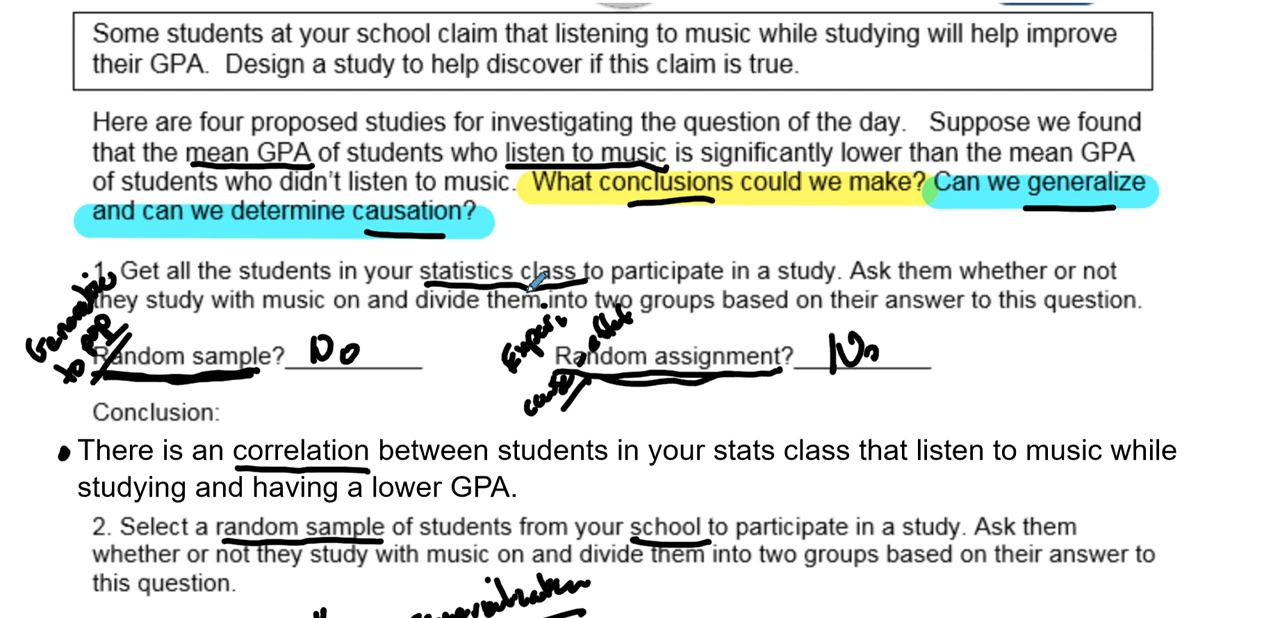 Some students at your school claim that listening to music while studying will help improve
their GPA. Design a study to help discover if this claim is true.
Here are four proposed studies for investigating the question of the day. Suppose we found
that the mean GPA of students who listen to music is significantly lower than the mean GPA
of students who didn't listen to music. What conclusions could we make? Can we generalize
and can we determine causation?
1. Get all the students in your statistics class to participate in a study. Ask them whether or not
they study with music on and divide them into two groups based on their answer to this question.
to pop
Random sample? No
Exper.
cause
Random assignment? No
Conclusion:
• There is an correlation between students in your stats class that listen to music while
studying and having a lower GPA.
2. Select a random sample of students from your school to participate in a study. Ask them
whether or not they study with music on and divide them into two groups based on their answer to
this question.